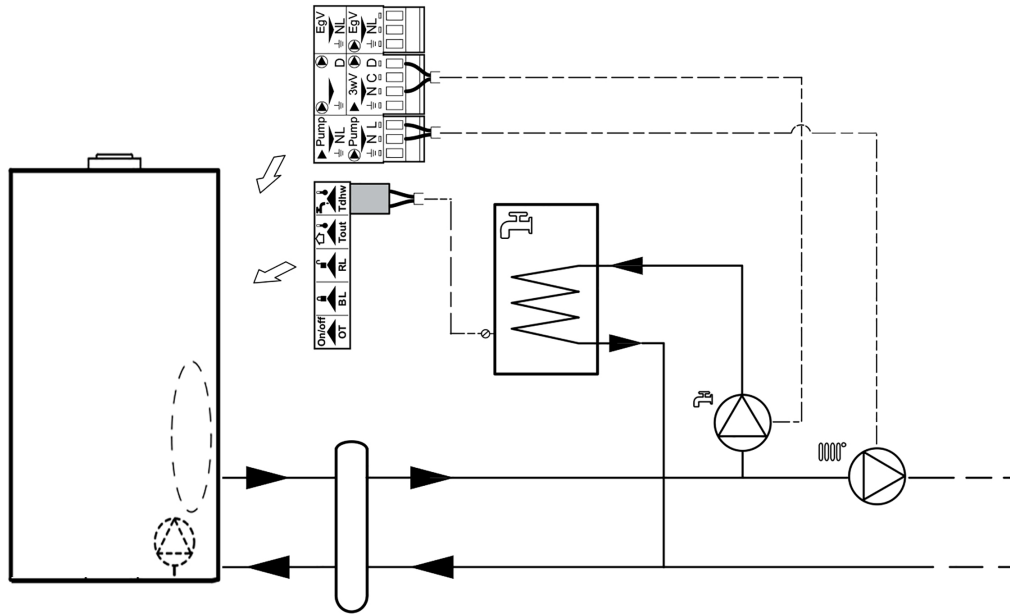 EgV
NL
EgV
NL
D
3wV
N C D
Pump
NL
Pump
N L
Tdhw
Tout
RL
BL
On/off
OT